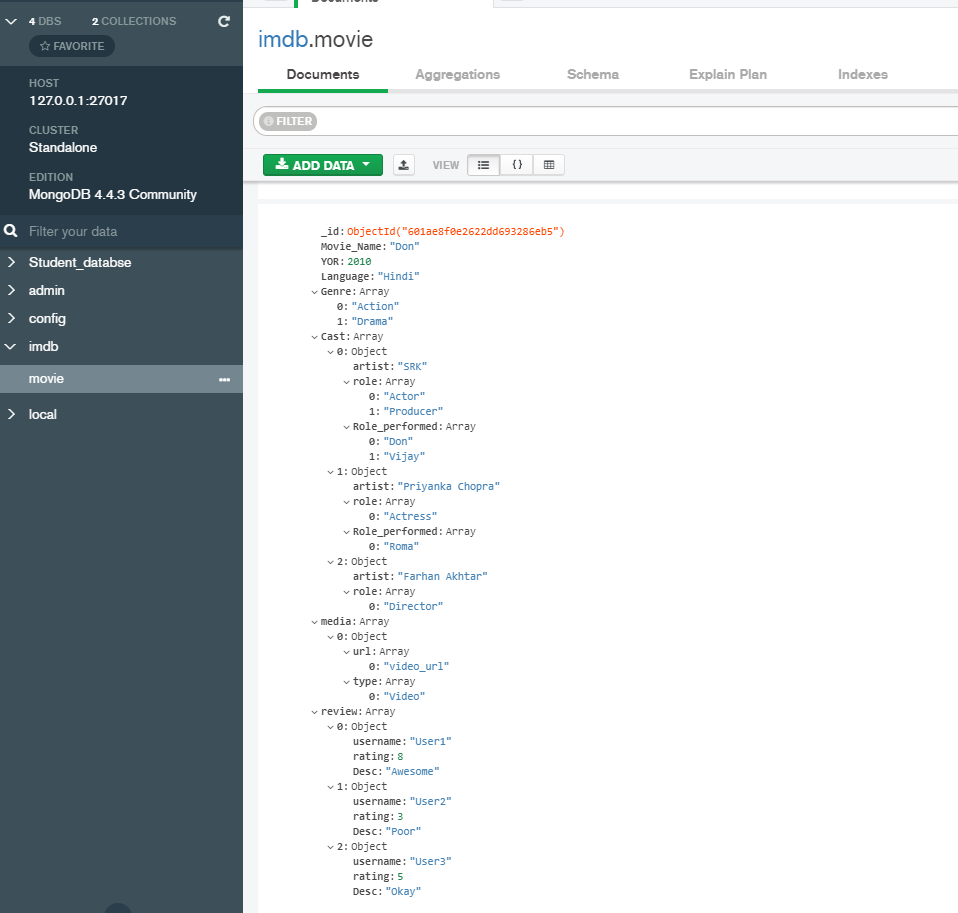 Documents
4 DBS 2 COLLECTIONS
FAVORITE
HOST
127.0.0.1:27017
CLUSTER
Standalone
EDITION
MongoDB 4.4.3 Community
Filter your data
Student_databse
admin
config
imdb
movie
local
imdb.movie
Documents Aggregations Schema Explain Plan Indexes
FILTER
ADD DATA VIEW {}
_id: ObjectId("601ae8f0e2622dd693286eb5")
Movie_Name: "Don"
YOR: 2010
Language: "Hindi"
Genre: Array
0: "Action"
1: "Drama"
Cast: Array
0: Object
artist: "SRK"
role: Array
0: "Actor"
1: "Producer"
Role_performed: Array
0: "Don"
1: "Vijay"
1: Object
artist: "Priyanka Chopra"
role: Array
0: "Actress"
Role_performed: Array
0: "Roma"
2: Object
artist: "Farhan Akhtar"
role: Array
0: "Director"
media: Array
0: Object
url: Array
0: "video_url"
type: Array
0: "Video"
review: Array
0: Object
username: "User1"
rating: 8
Desc: "Awesome"
1: Object
username: "User2"
rating: 3
Desc: "Poor"
2: Object
username: "User3"
rating: 5
Desc: "Okay"